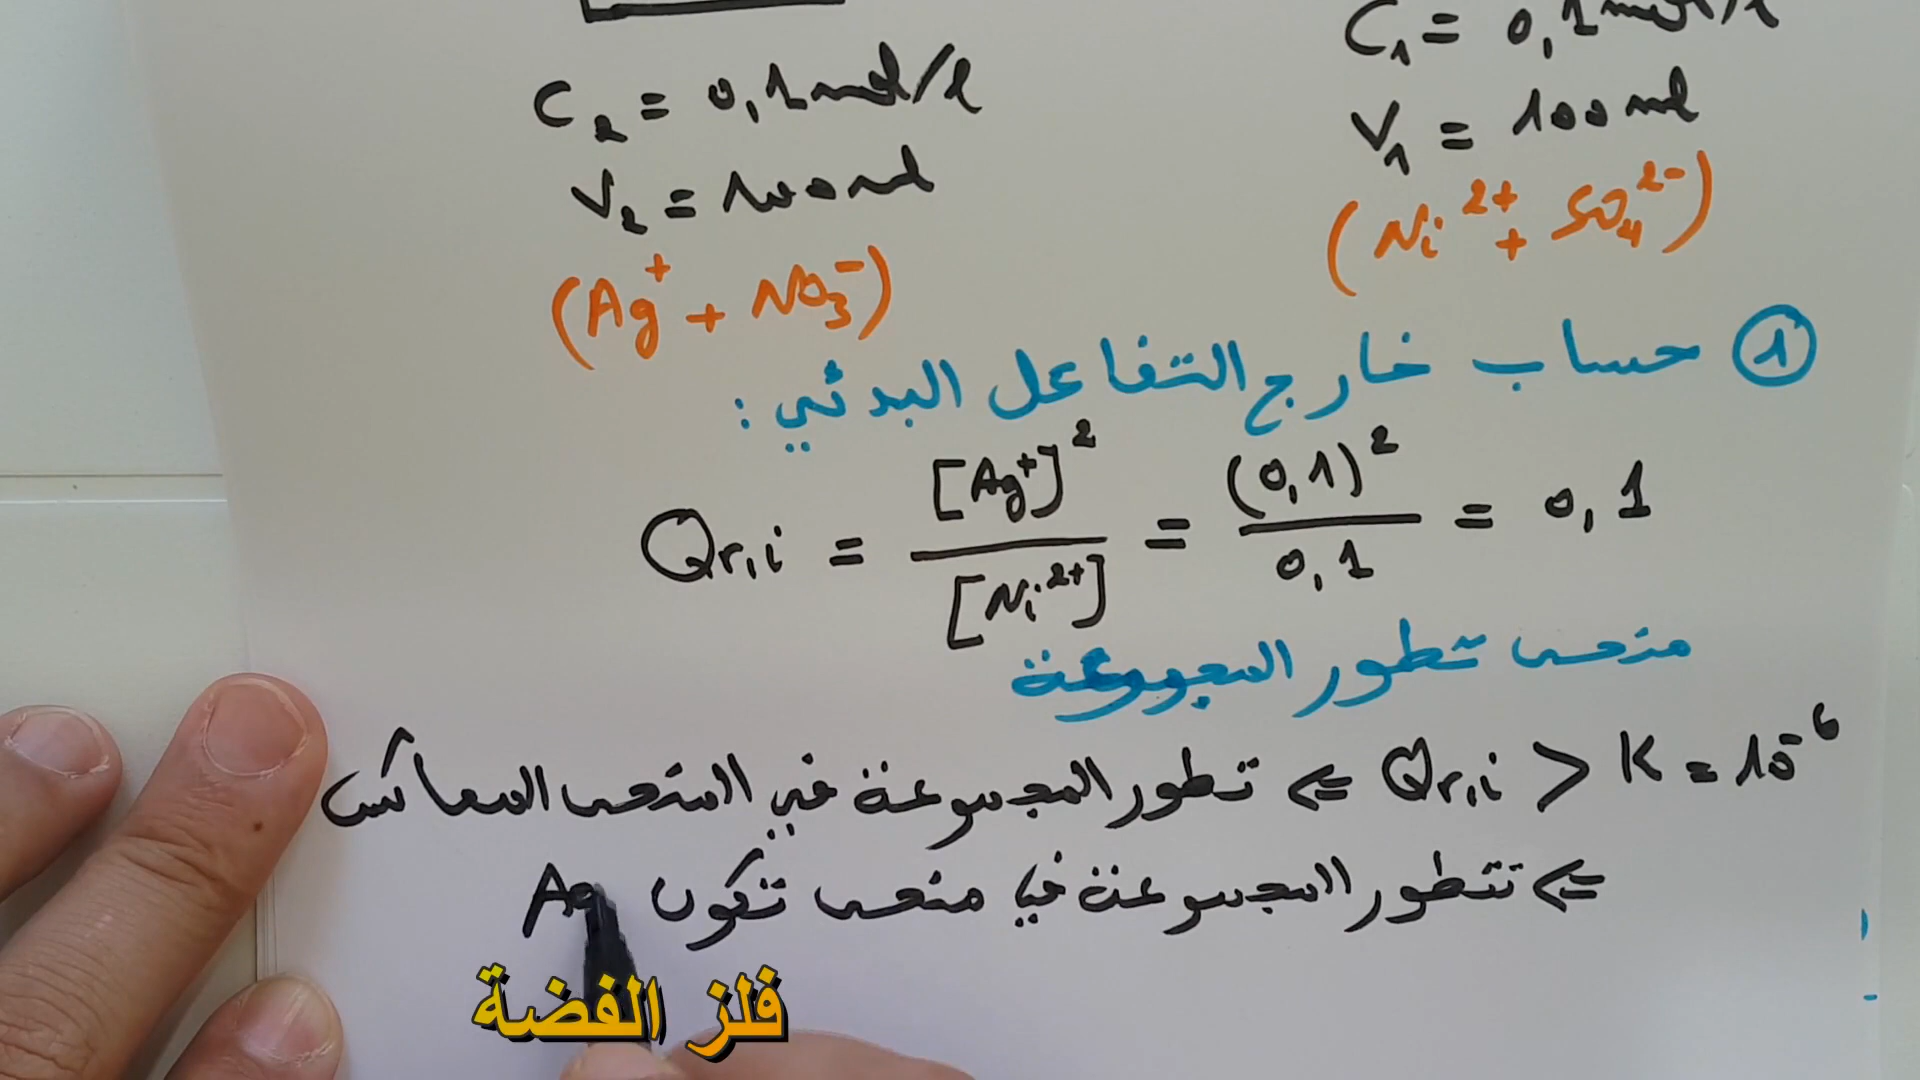 C₁ = 0,1 mol/l
V₁ = 100 ml
(Ni²⁺ + SO₄²⁻)
C₂ = 0,1 mol/l
V₂ = 100 ml
(Ag⁺ + NO₃⁻)
① حساب خارج التفاعل البدئي :
Qr,i = [Ag⁺]² / [Ni²⁺] = (0,1)² / 0,1 = 0,1
منحى تطور المجموعة
Qr,i > K = 10⁻⁶ ⇐ تطور المجموعة في المنحى المعاكس
⇐ تتطور المجموعة في منحى تكون Ag
فلز الفضة